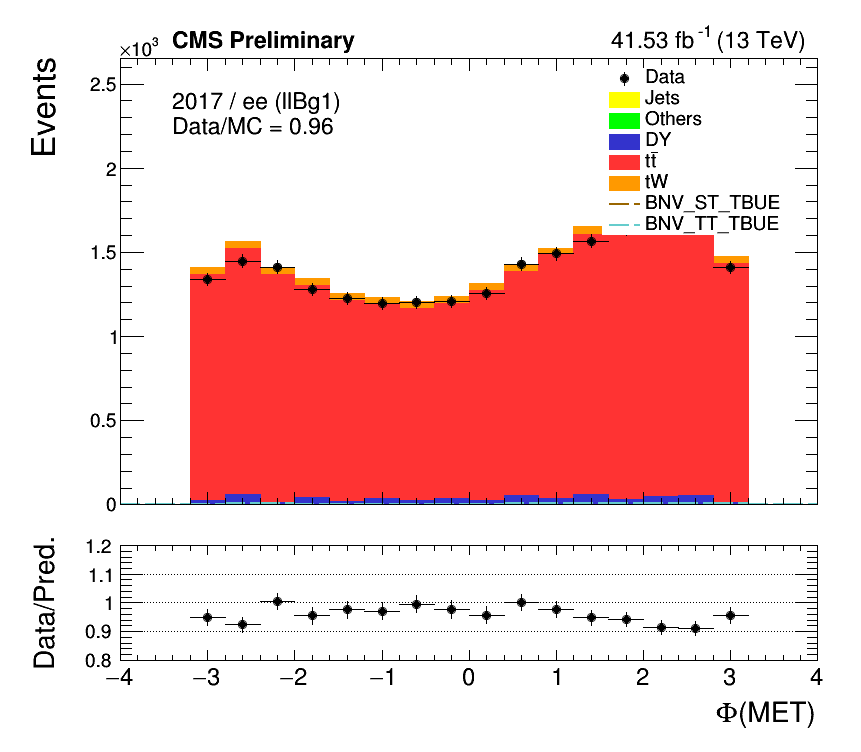 ×10³ CMS Preliminary 41.53 fb⁻¹ (13 TeV)
Events
2017 / ee (llBg1)
Data/MC = 0.96
Data
Jets
Others
DY
tt̄
tW
BNV_ST_TBUE
BNV_TT_TBUE
2.5
2
1.5
1
0.5
0
Data/Pred.
1.2
1.1
1
0.9
0.8
−4 −3 −2 −1 0 1 2 3 4
Φ(MET)